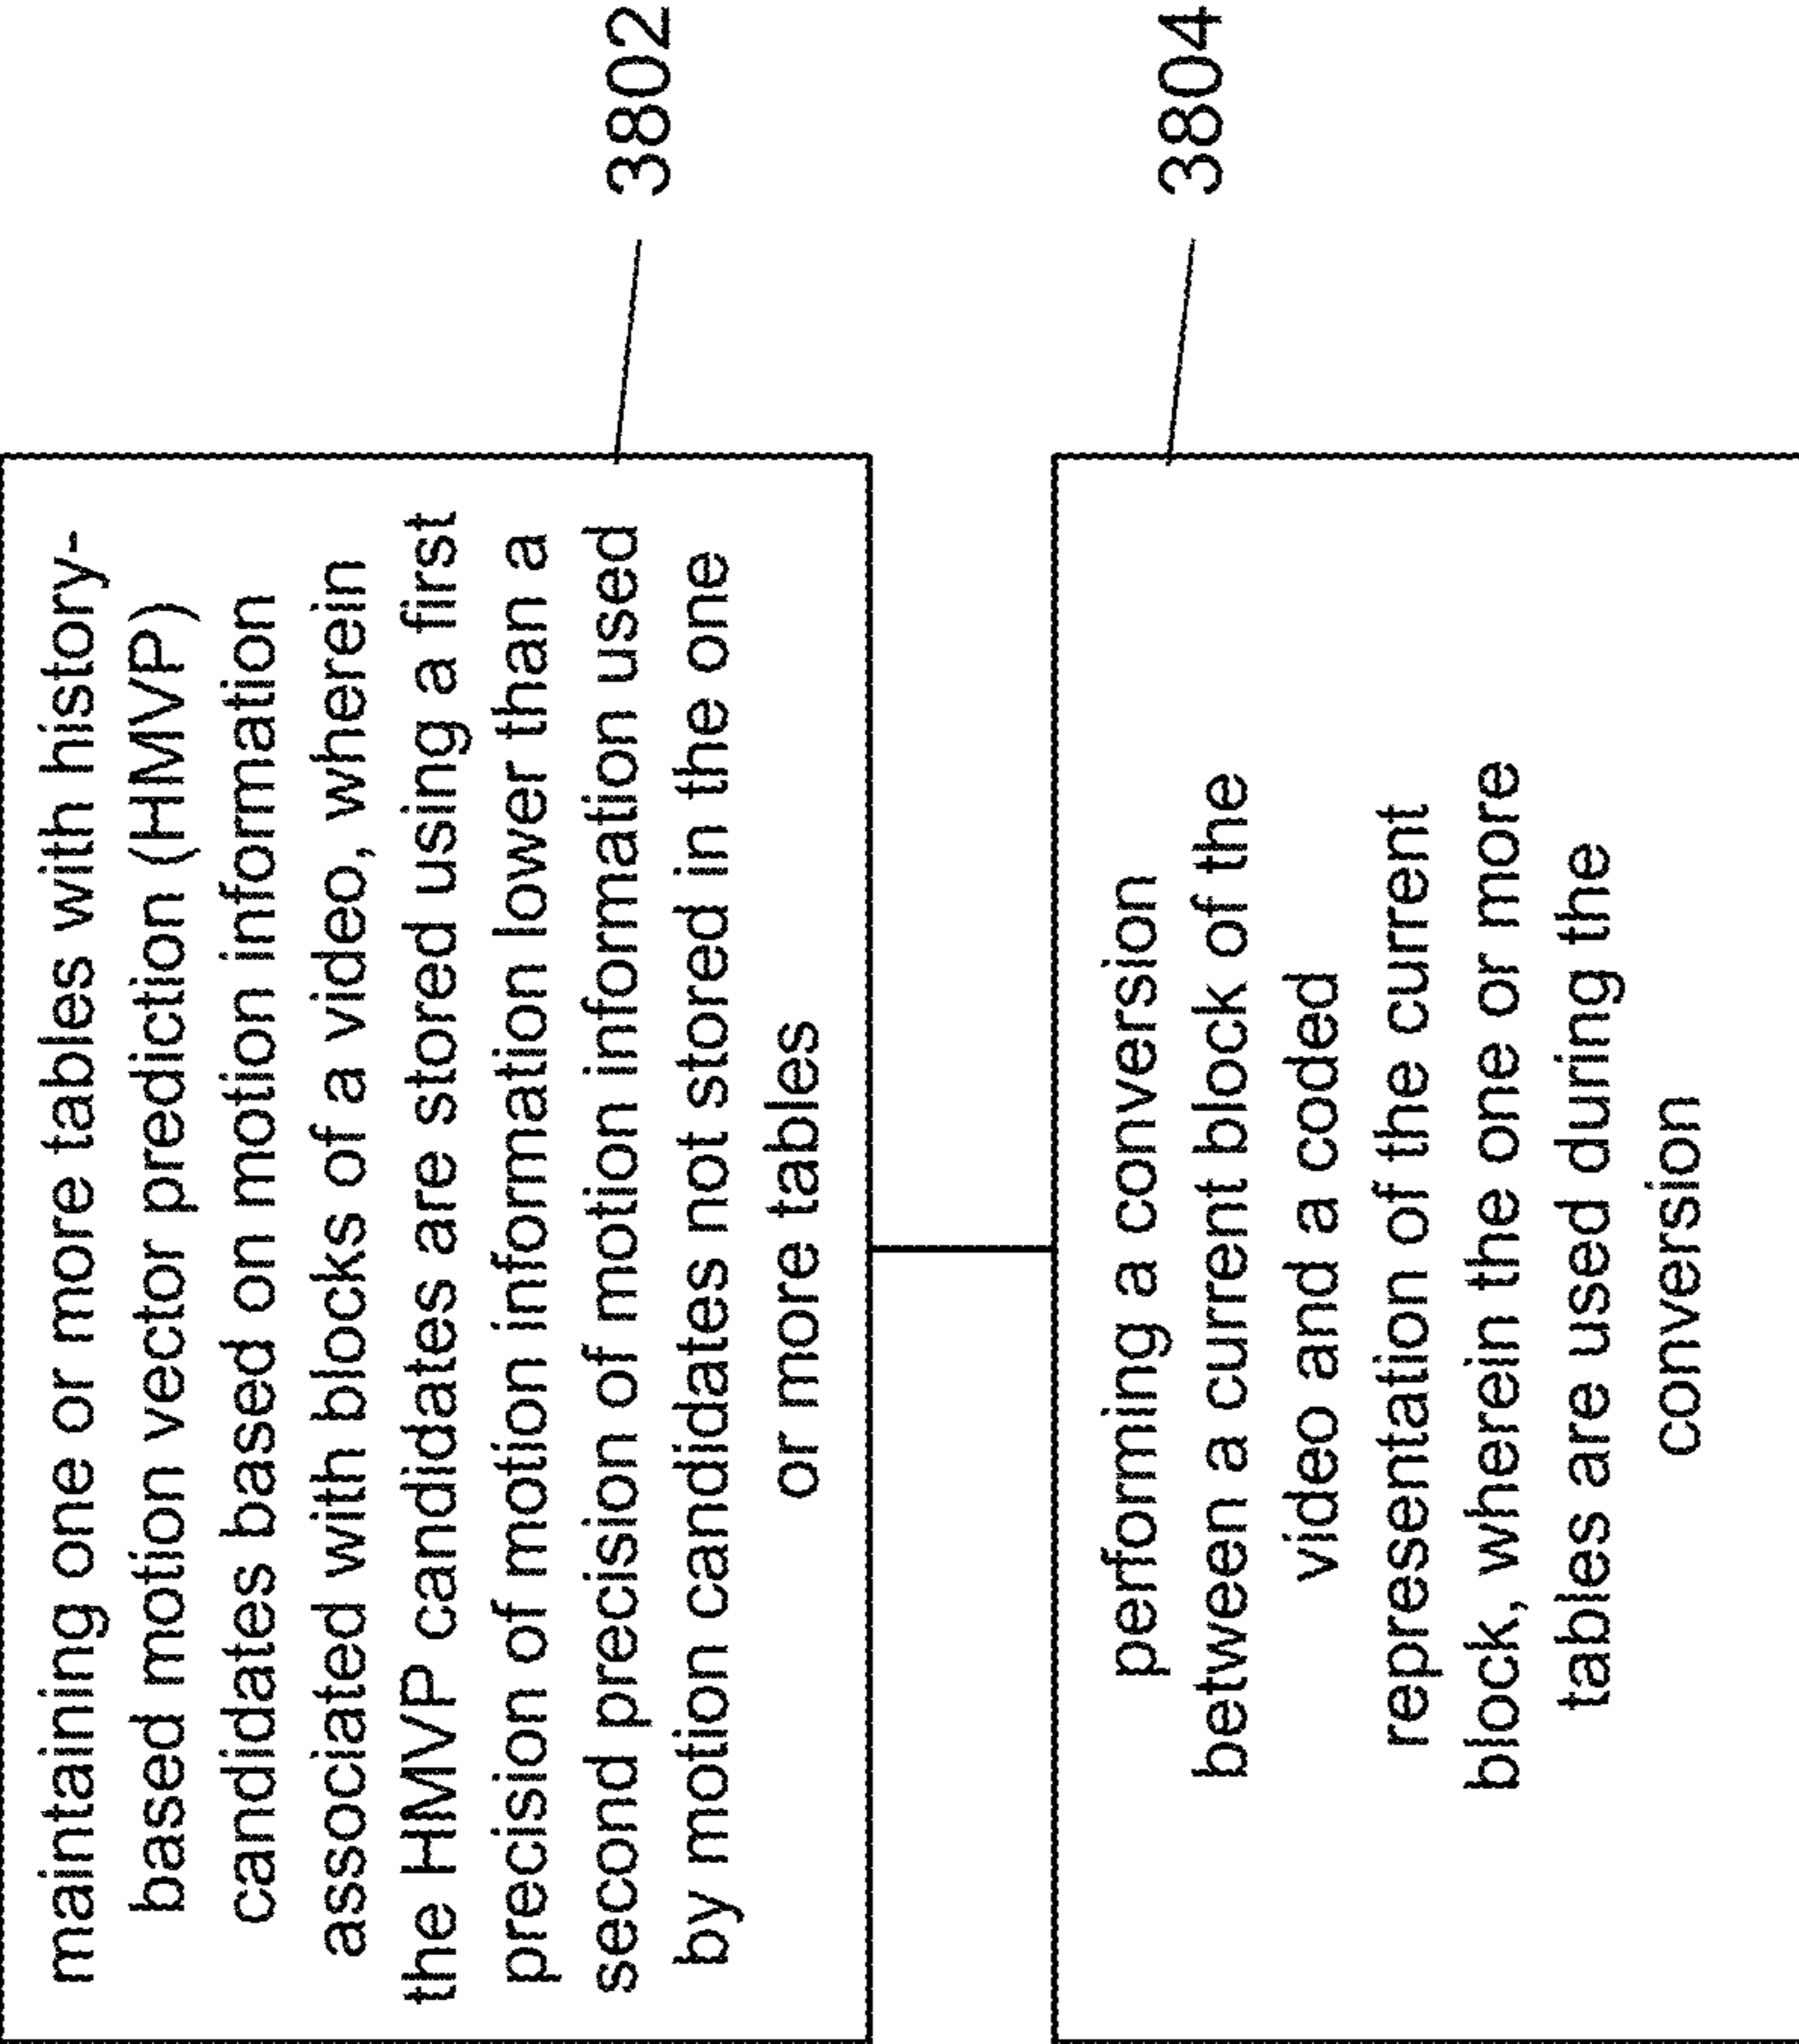 maintaining one or more tables with history-
based motion vector prediction (HMVP)
candidates based on motion information
associated with blocks of a video, wherein
the HMVP candidates are stored using a first
precision of motion information lower than a
second precision of motion information used
by motion candidates not stored in the one
or more tables
3802
performing a conversion
between a current block of the
video and a coded
representation of the current
block, wherein the one or more
tables are used during the
conversion
3804